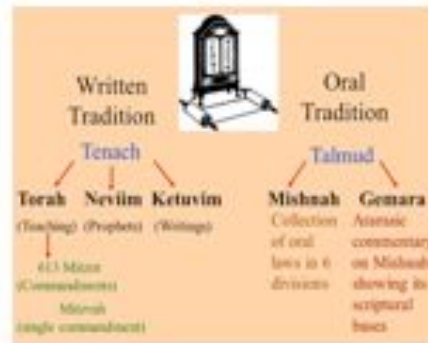 Written
Tradition
Tenach
Torah Neviim Ketuvim
(Teaching) (Prophets) (Writings)
613 Mitzvot
(Commandments)
Mitzvah
(single commandment)
Oral
Tradition
Talmud
Mishnah Gemara
Collection
of oral
laws in 6
divisions
Aramaic
commentary
on Mishnah
showing its
scriptural
bases